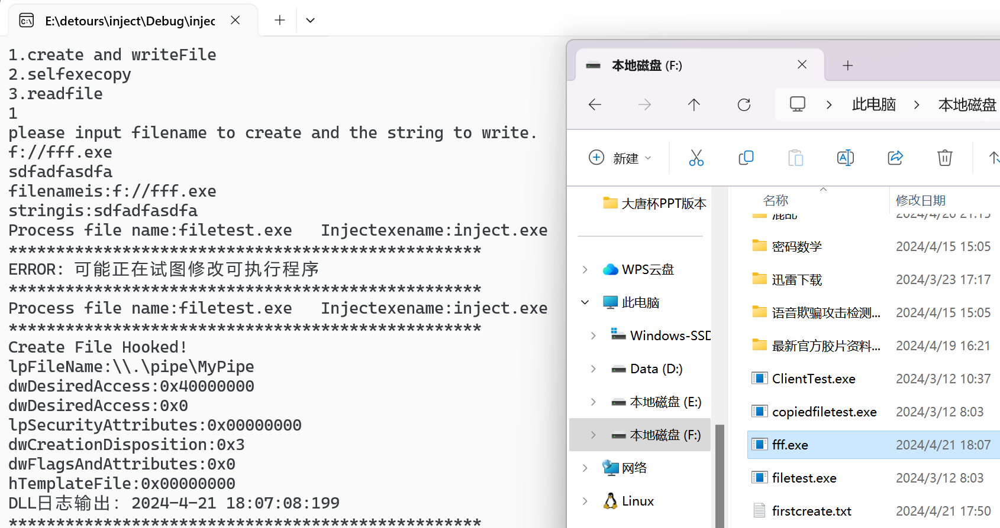 E:\detours\inject\Debug\injec
1.create and writeFile
2.selfexecopy
3.readfile
1
please input filename to create and the string to write.
f://fff.exe
sdfadfasdfa
filenameis:f://fff.exe
stringis:sdfadfasdfa
Process file name:filetest.exe   Injectexename:inject.exe
**************************************************
ERROR: 可能正在试图修改可执行程序
**************************************************
Process file name:filetest.exe   Injectexename:inject.exe
**************************************************
Create File Hooked!
lpFileName:\\.\pipe\MyPipe
dwDesiredAccess:0x40000000
dwDesiredAccess:0x0
lpSecurityAttributes:0x00000000
dwCreationDisposition:0x3
dwFlagsAndAttributes:0x0
hTemplateFile:0x00000000
DLL日志输出: 2024-4-21 18:07:08:199
**************************************************
本地磁盘 (F:)
此电脑 > 本地磁盘
新建
大唐杯PPT版本
WPS云盘
此电脑
Windows-SSD
Data (D:)
本地磁盘 (E:)
本地磁盘 (F:)
网络
Linux
名称 修改日期
混乱 2024/4/20 21:15
密码数学 2024/4/15 15:05
迅雷下载 2024/3/23 17:17
语音欺骗攻击检测... 2024/4/15 15:05
最新官方胶片资料... 2024/4/19 16:21
ClientTest.exe 2024/3/12 10:37
copiedfiletest.exe 2024/3/12 8:03
fff.exe 2024/4/21 18:07
filetest.exe 2024/3/12 8:03
firstcreate.txt 2024/4/21 17:50